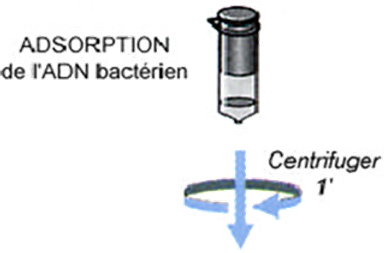 ADSORPTION
de l'ADN bactérien
Centrifuger
1'